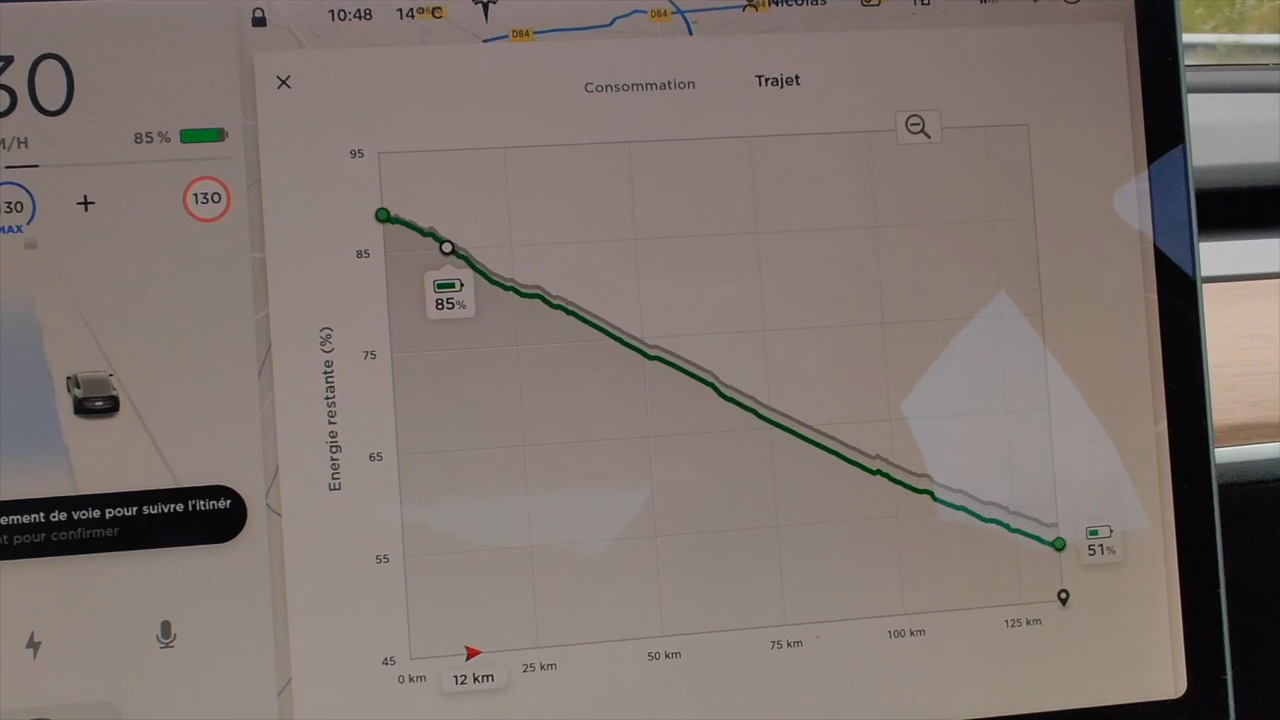 10:48 14°C
D84 D84
Nicolas
30
85%
130
MAX
130
ement de voie pour suivre l'itinér
t pour confirmer
Consommation Trajet
95
85
75
65
55
45
Energie restante (%)
85%
51%
0 km
12 km
25 km
50 km
75 km
100 km
125 km